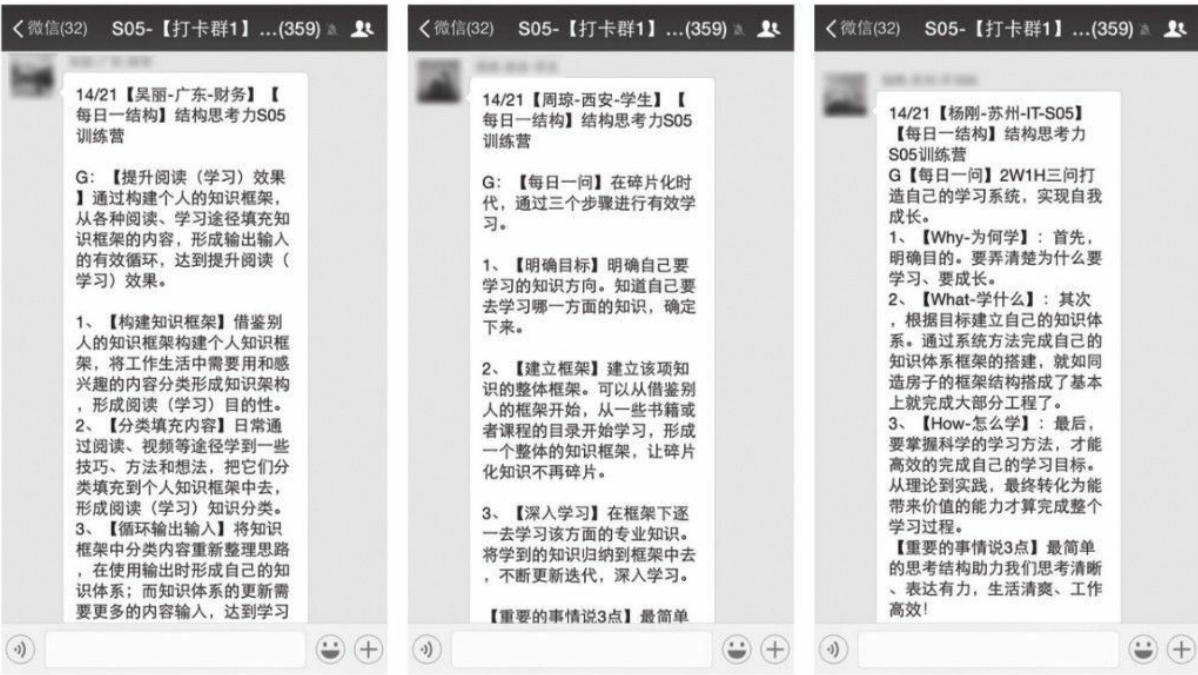 微信(32) S05-【打卡群1】...(359)
14/21【吴丽-广东-财务】【
每日一结构】结构思考力S05
训练营
G：【提升阅读（学习）效果
】通过构建个人的知识框架，
从各种阅读、学习途径填充知
识框架的内容，形成输出输入
的有效循环，达到提升阅读（
学习）效果。
1、【构建知识框架】借鉴别
人的知识框架构建个人知识框
架，将工作生活中需要用和感
兴趣的内容分类形成知识架构
，形成阅读（学习）目的性。
2、【分类填充内容】日常通
过阅读、视频等途径学到一些
技巧、方法和想法，把它们分
类填充到个人知识框架中去，
形成阅读（学习）知识分类。
3、【循环输出输入】将知识
框架中分类内容重新整理思路
，在使用输出时形成自己的知
识体系；而知识体系的更新需
要更多的内容输入，达到学习
微信(32) S05-【打卡群1】...(359)
14/21【周琼-西安-学生】【
每日一结构】结构思考力S05
训练营
G：【每日一问】在碎片化时
代，通过三个步骤进行有效学
习。
1、【明确目标】明确自己要
学习的知识方向。知道自己要
去学习哪一方面的知识，确定
下来。
2、【建立框架】建立该项知
识的整体框架。可以从借鉴别
人的框架开始，从一些书籍或
者课程的目录开始学习，形成
一个整体的知识框架，让碎片
化知识不再碎片。
3、【深入学习】在框架下逐
一去学习该方面的专业知识。
将学到的知识归纳到框架中去
，不断更新迭代，深入学习。
【重要的事情说3点】最简单
微信(32) S05-【打卡群1】...(359)
14/21【杨刚-苏州-IT-S05】
【每日一结构】结构思考力
S05训练营
G【每日一问】2W1H三问打
造自己的学习系统，实现自我
成长。
1、【Why-为何学】：首先，
明确目的。要弄清楚为什么要
学习、要成长。
2、【What-学什么】：其次
，根据目标建立自己的知识体
系。通过系统方法完成自己的
知识体系框架的搭建，就如同
造房子的框架结构搭成了基本
上就完成大部分工程了。
3、【How-怎么学】：最后，
要掌握科学的学习方法，才能
高效的完成自己的学习目标。
从理论到实践，最终转化为能
带来价值的能力才算完成整个
学习过程。
【重要的事情说3点】最简单
的思考结构助力我们思考清晰
、表达有力，生活清爽、工作
高效！